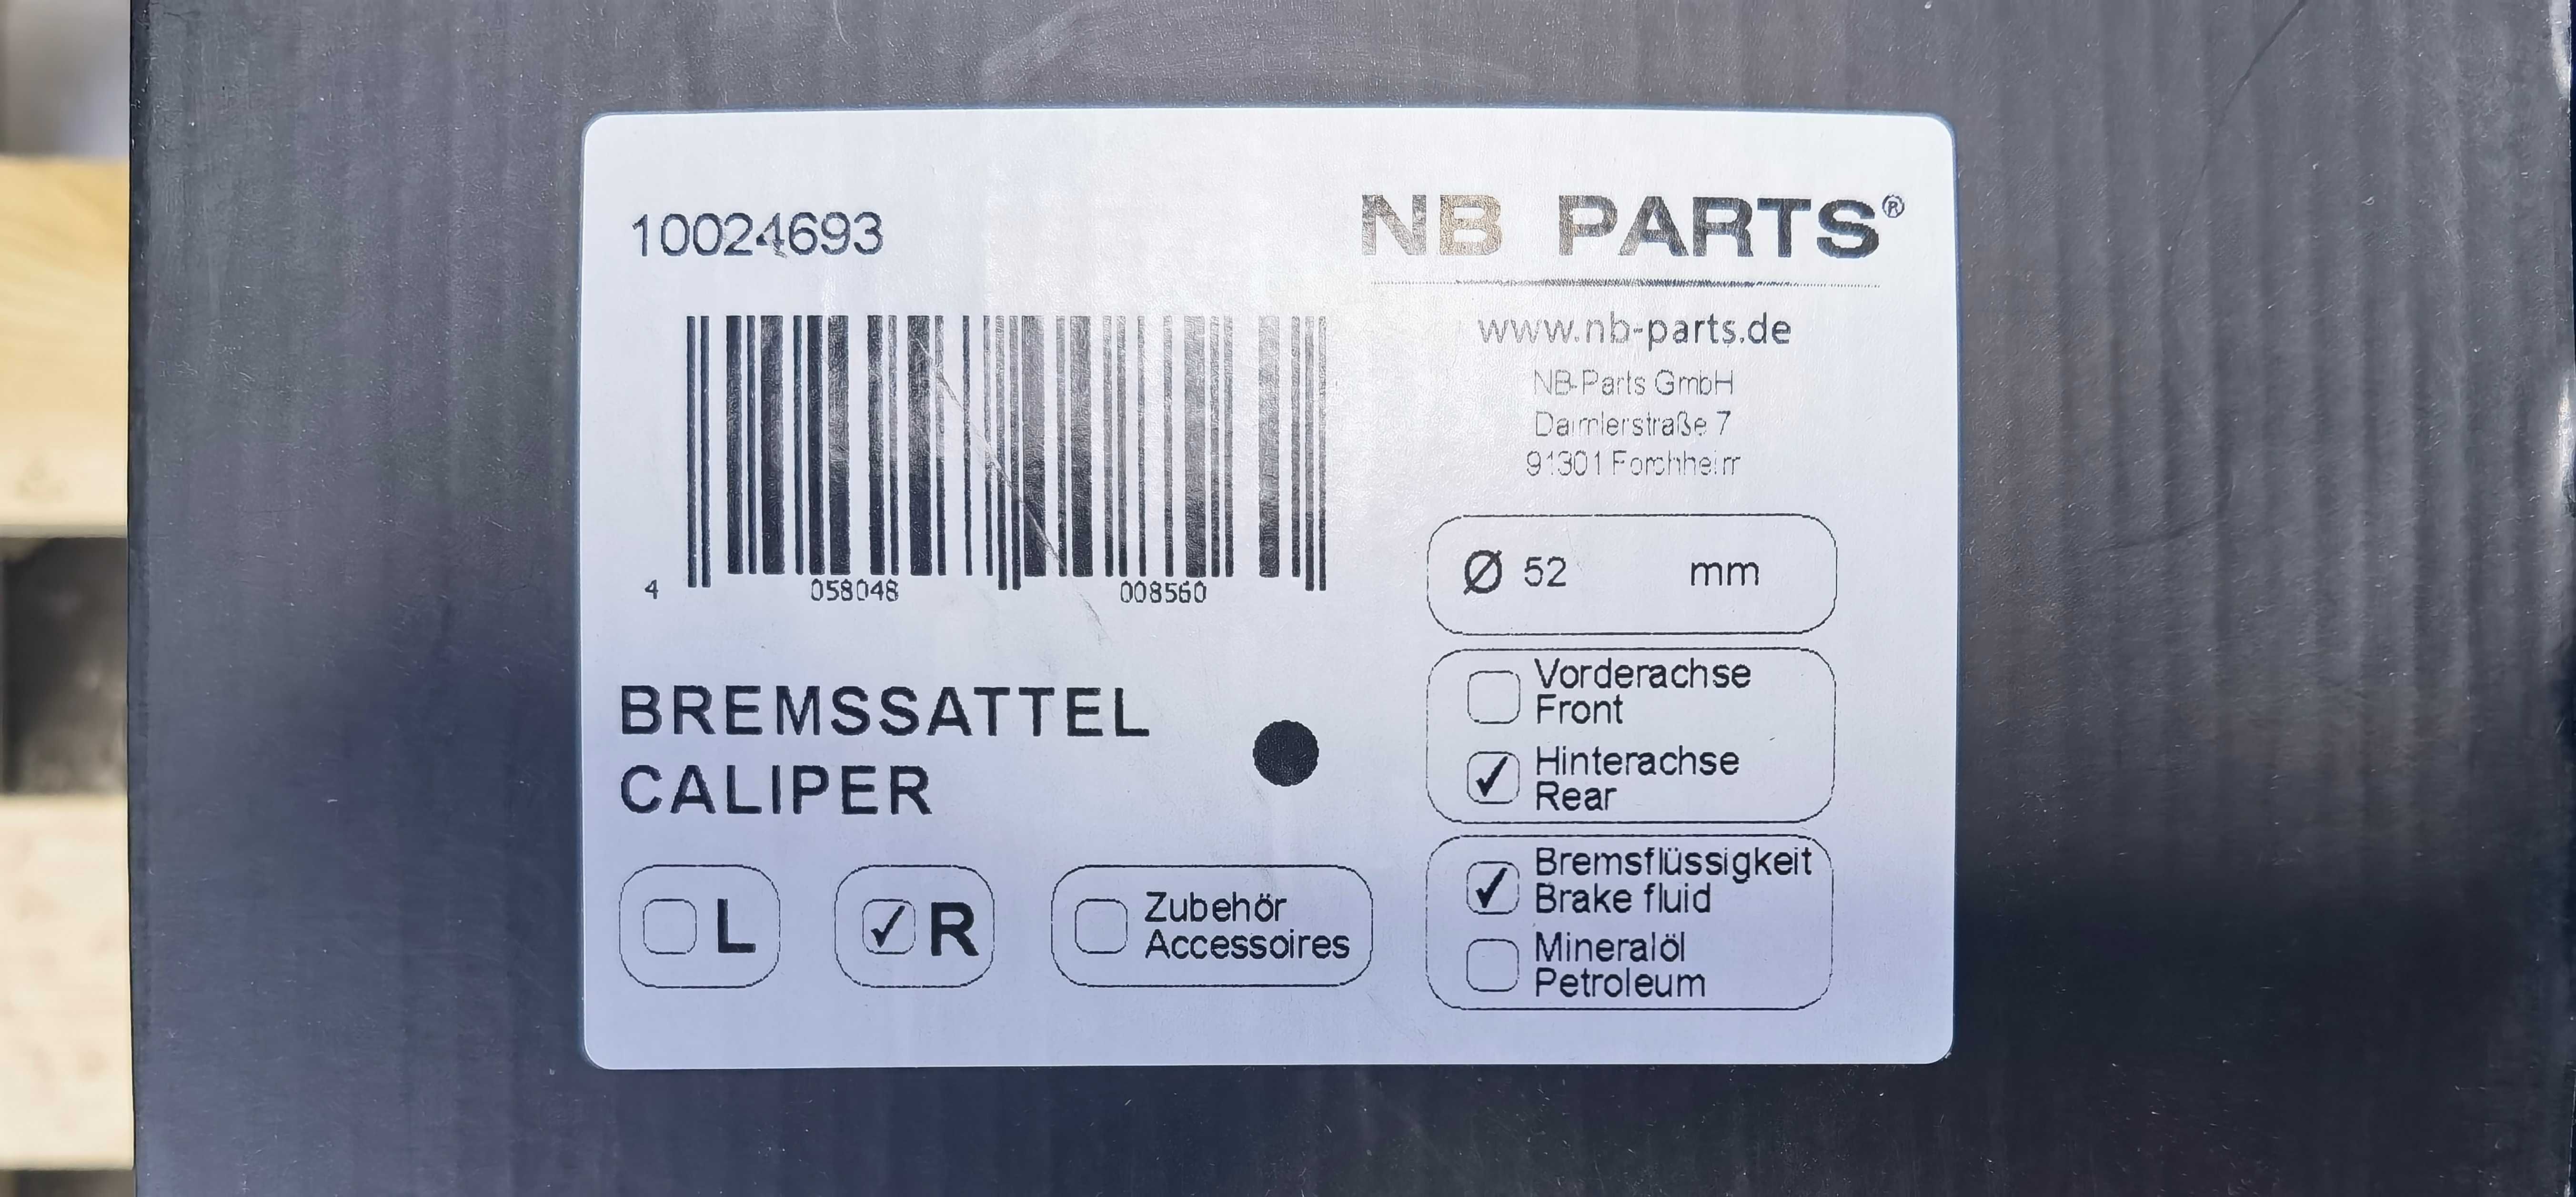 10024693
NB PARTS®
www.nb-parts.de
NB-Parts GmbH
Daimlerstraße 7
91301 Forchheim
4 058048 008560
Ø 52 mm
Vorderachse
Front
✓ Hinterachse
Rear
BREMSSATTEL
CALIPER
✓ Bremsflüssigkeit
Brake fluid
Mineralöl
Petroleum
L
✓ R
Zubehör
Accessoires